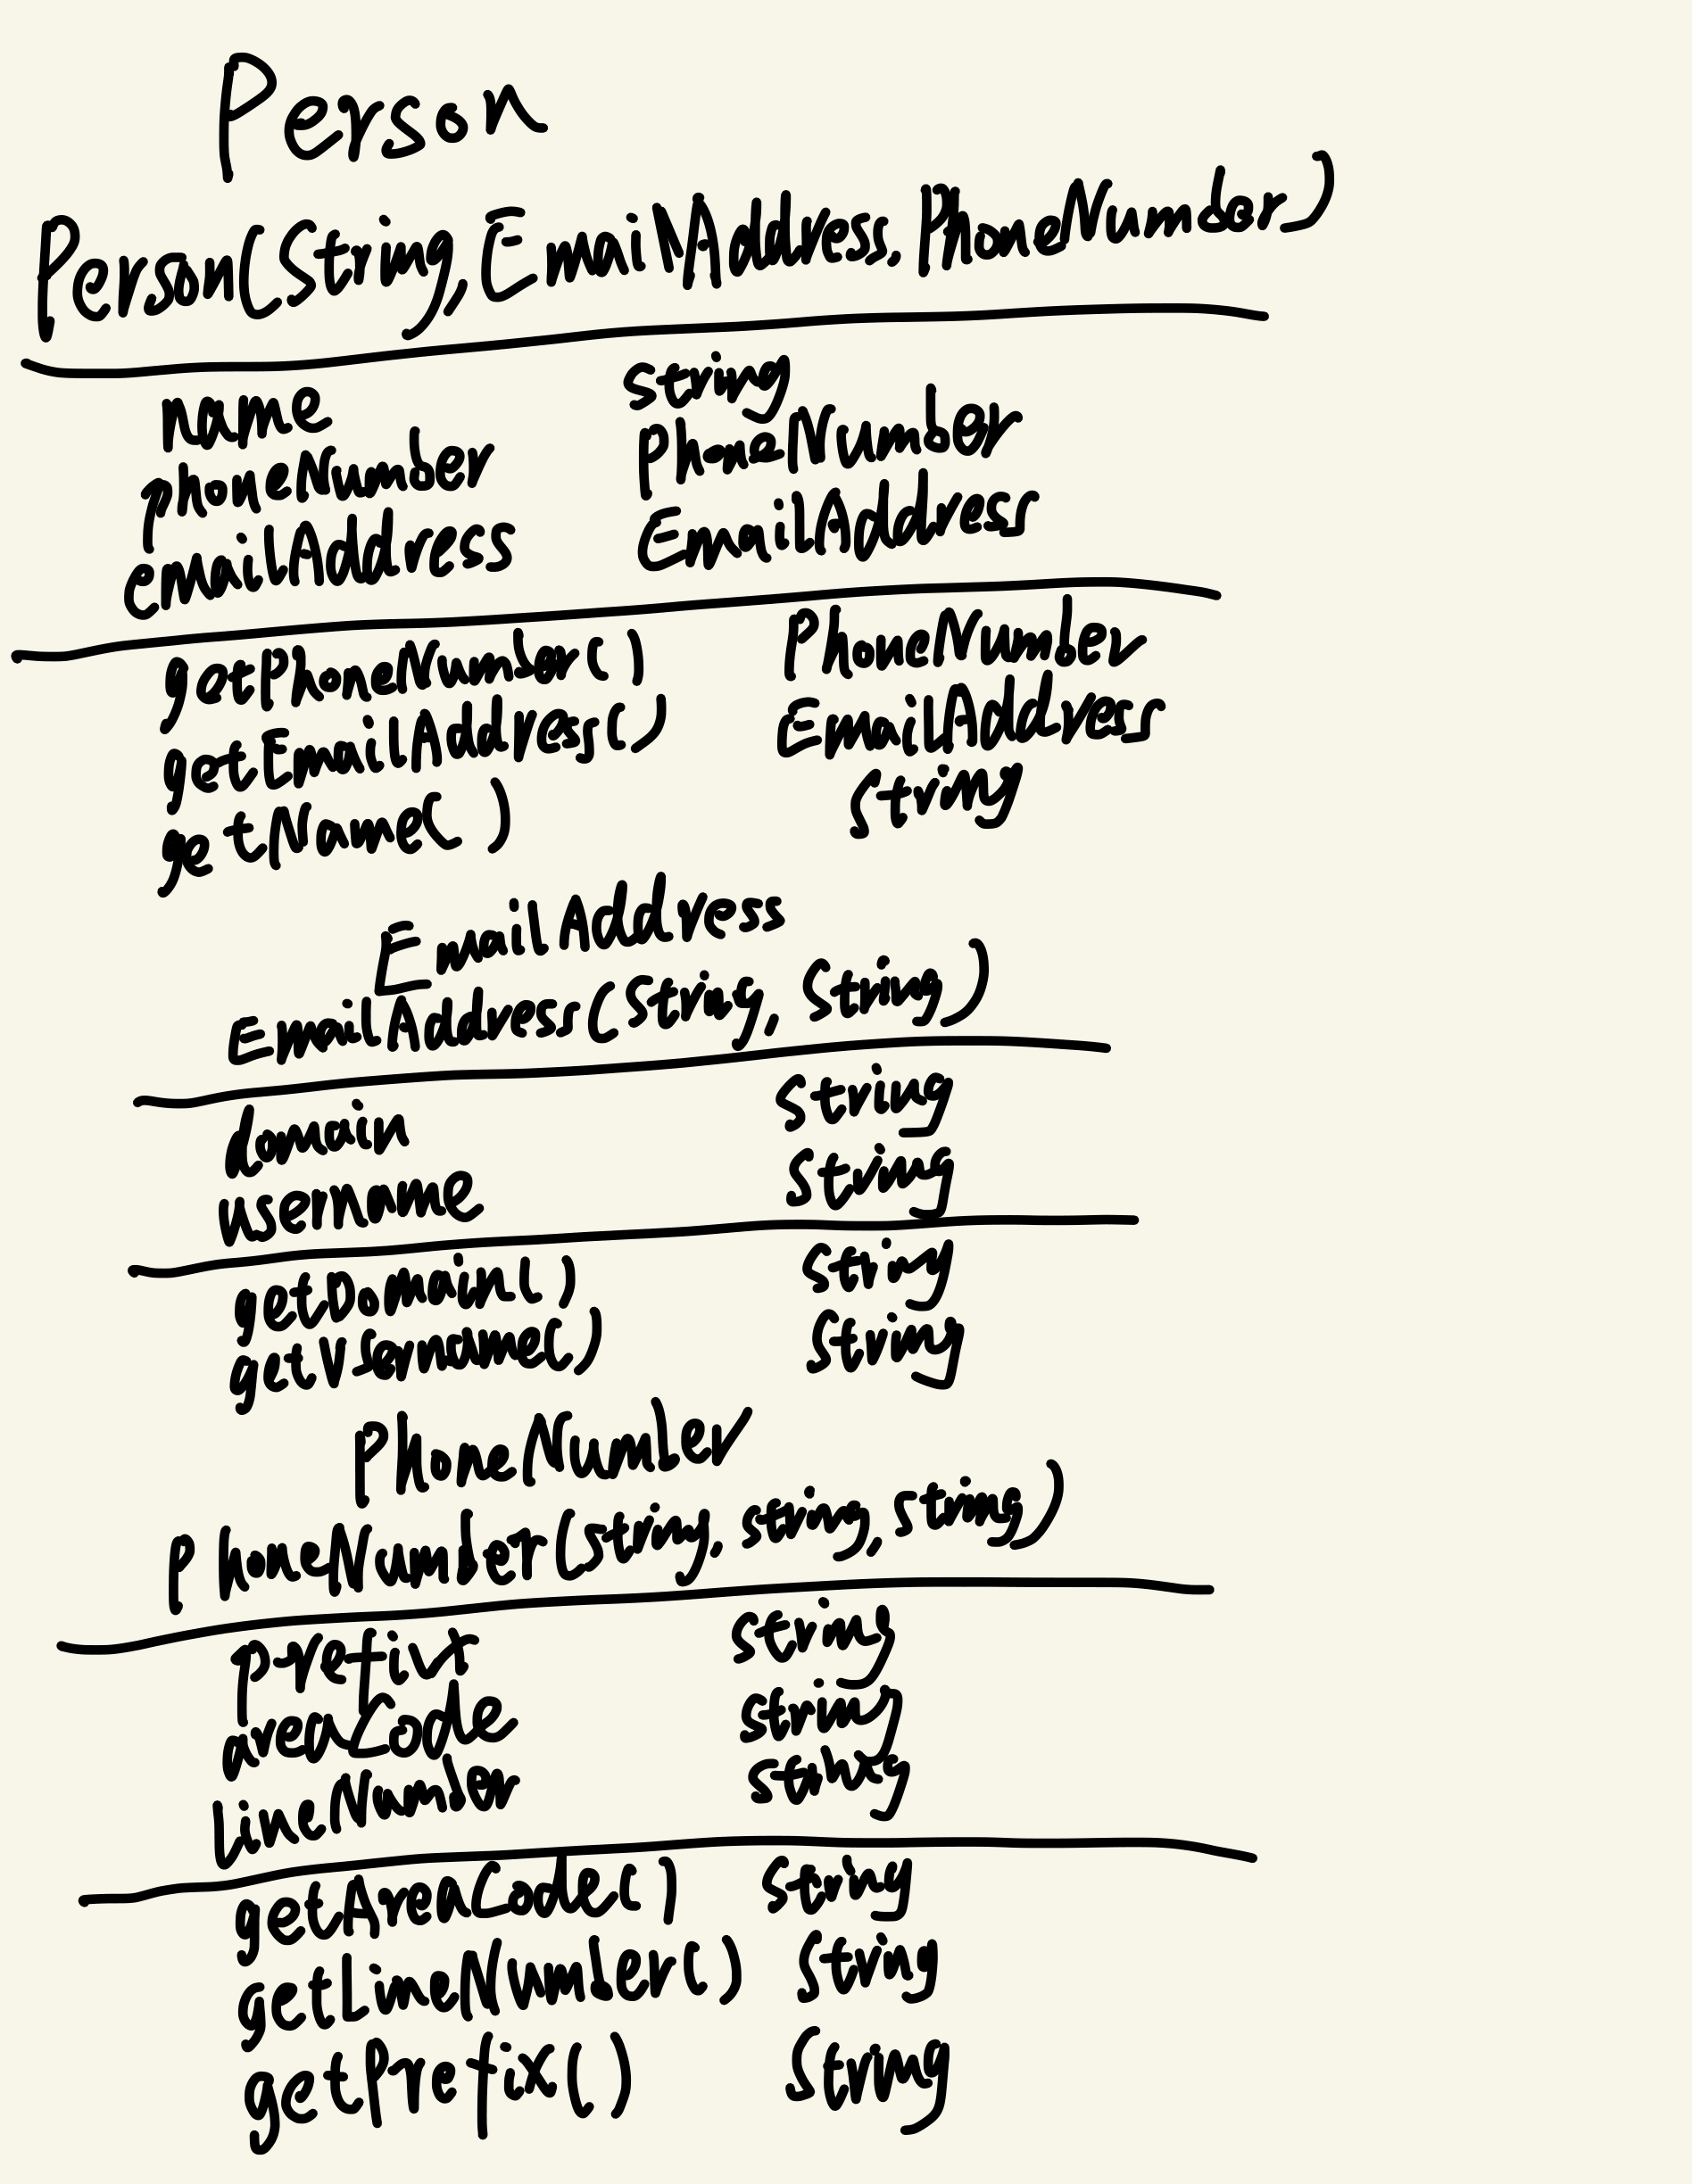 Person
Person(String, EmailAddress, PhoneNumber)
name string
phoneNumber PhoneNumber
emailAddress EmailAddress
getPhoneNumber() PhoneNumber
getEmailAddress() EmailAddress
getName() String
EmailAddress
EmailAddress(String, String)
domain string
username String
getDomain() String
getUsername() String
PhoneNumber
PhoneNumber(string, string, string)
prefix string
areaCode string
lineNumber string
getAreaCode() string
getLineNumber() String
getPrefix() String